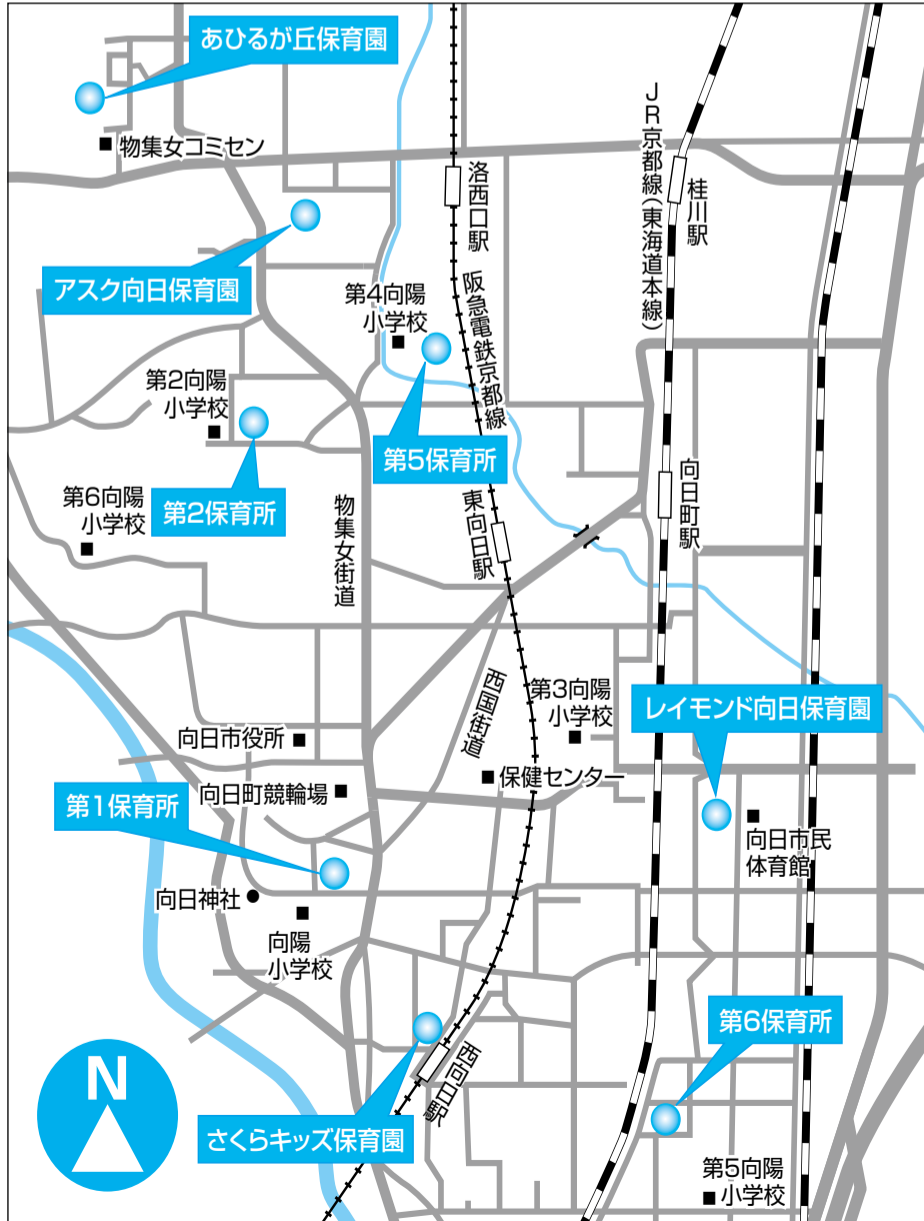 あひるが丘保育園
物集女コミセン
洛西口駅
JR京都線(東海道本線)
桂川駅
アスク向日保育園
阪急電鉄京都線
第4向陽
小学校
第2向陽
小学校
第5保育所
第2保育所
第6向陽
小学校
物集女街道
東向日駅
向日町駅
西国街道
第3向陽
小学校
レイモンド向日保育園
向日市役所
保健センター
向日町競輪場
第1保育所
向日市民
体育館
向日神社
向陽
小学校
第6保育所
N
西向日駅
さくらキッズ保育園
第5向陽
小学校